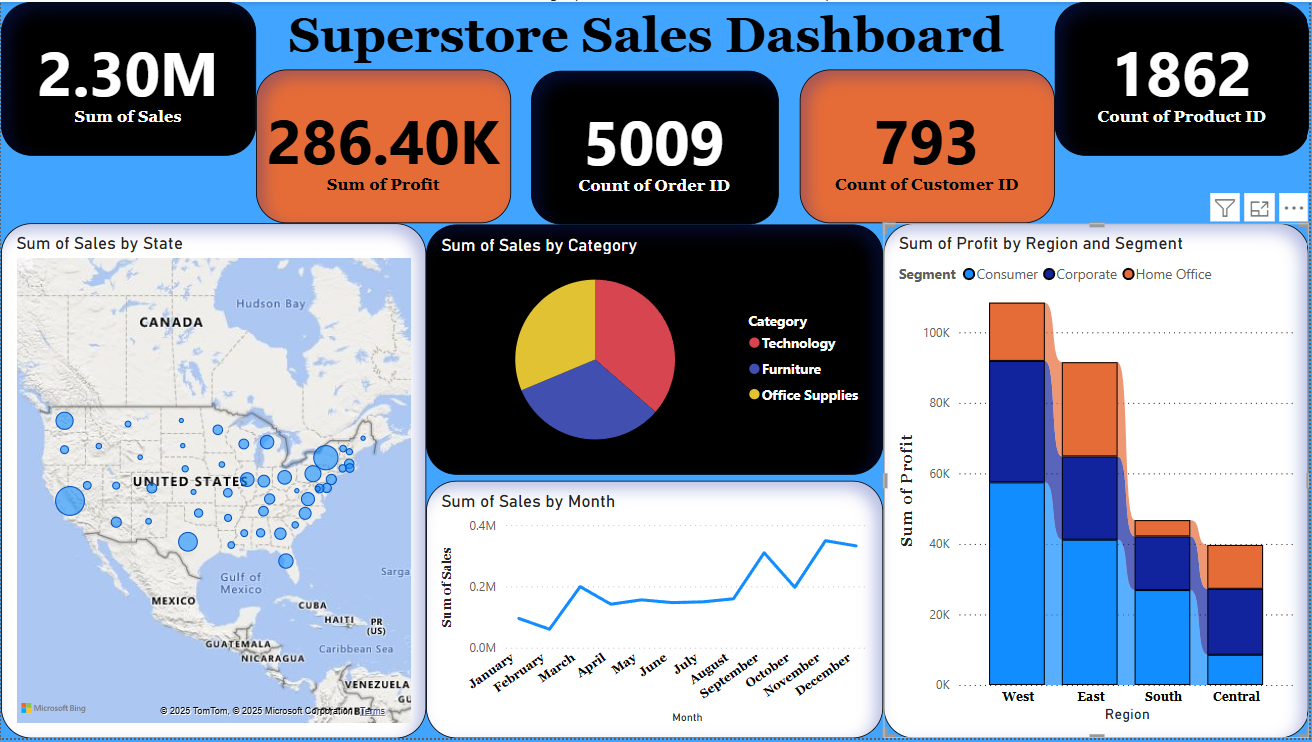 Superstore Sales Dashboard
2.30M
Sum of Sales
286.40K
Sum of Profit
5009
Count of Order ID
793
Count of Customer ID
1862
Count of Product ID
Sum of Sales by State
Hudson Bay
CANADA
UNITED STATES
Gulf of
Mexico
Sarga
MEXICO
CUBA
HAITI
PR
(US)
GUATEMALA
Caribbean Sea
NICARAGUA
VENEZUELA
GU
Microsoft Bing
© 2025 TomTom, © 2025 Microsoft Corporation Terms
Sum of Sales by Category
Category
Technology
Furniture
Office Supplies
Sum of Sales by Month
Sum of Sales
0.4M
0.2M
0.0M
January
February
March
April
May
June
July
August
September
October
November
December
Month
Sum of Profit by Region and Segment
Segment Consumer Corporate Home Office
Sum of Profit
100K
80K
60K
40K
20K
0K
West East South Central
Region